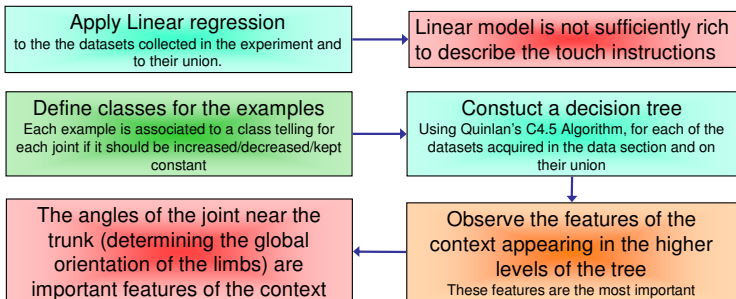 Apply Linear regression
to the the datasets collected in the experiment and
to their union.
Linear model is not sufficiently rich
to describe the touch instructions
Define classes for the examples
Each example is associated to a class telling for
each joint if it should be increased/decreased/kept
constant
Constuct a decision tree
Using Quinlan's C4.5 Algorithm, for each of the
datasets acquired in the data section and on
their union
The angles of the joint near the
trunk (determining the global
orientation of the limbs) are
important features of the context
Observe the features of the
context appearing in the higher
levels of the tree
These features are the most important